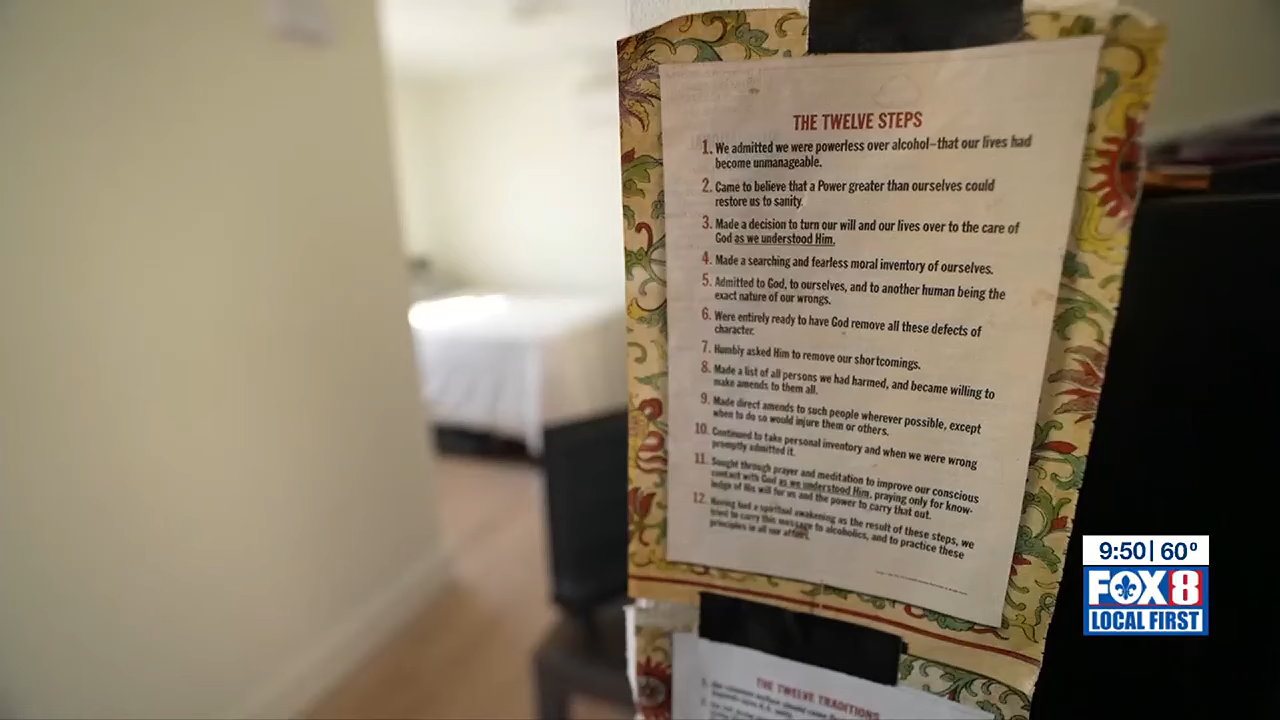 THE TWELVE STEPS
1. We admitted we were powerless over alcohol–that our lives had
become unmanageable.
2. Came to believe that a Power greater than ourselves could
restore us to sanity.
3. Made a decision to turn our will and our lives over to the care of
God as we understood Him.
4. Made a searching and fearless moral inventory of ourselves.
5. Admitted to God, to ourselves, and to another human being the
exact nature of our wrongs.
6. Were entirely ready to have God remove all these defects of
character.
7. Humbly asked Him to remove our shortcomings.
8. Made a list of all persons we had harmed, and became willing to
make amends to them all.
9. Made direct amends to such people wherever possible, except
when to do so would injure them or others.
10. Continued to take personal inventory and when we were wrong
promptly admitted it.
11. Sought through prayer and meditation to improve our conscious
contact with God as we understood Him, praying only for know-
ledge of His will for us and the power to carry that out.
12. Having had a spiritual awakening as the result of these steps, we
tried to carry this message to alcoholics, and to practice these
principles in all our affairs.
THE TWELVE TRADITIONS
9:50 | 60°
FOX 8
LOCAL FIRST